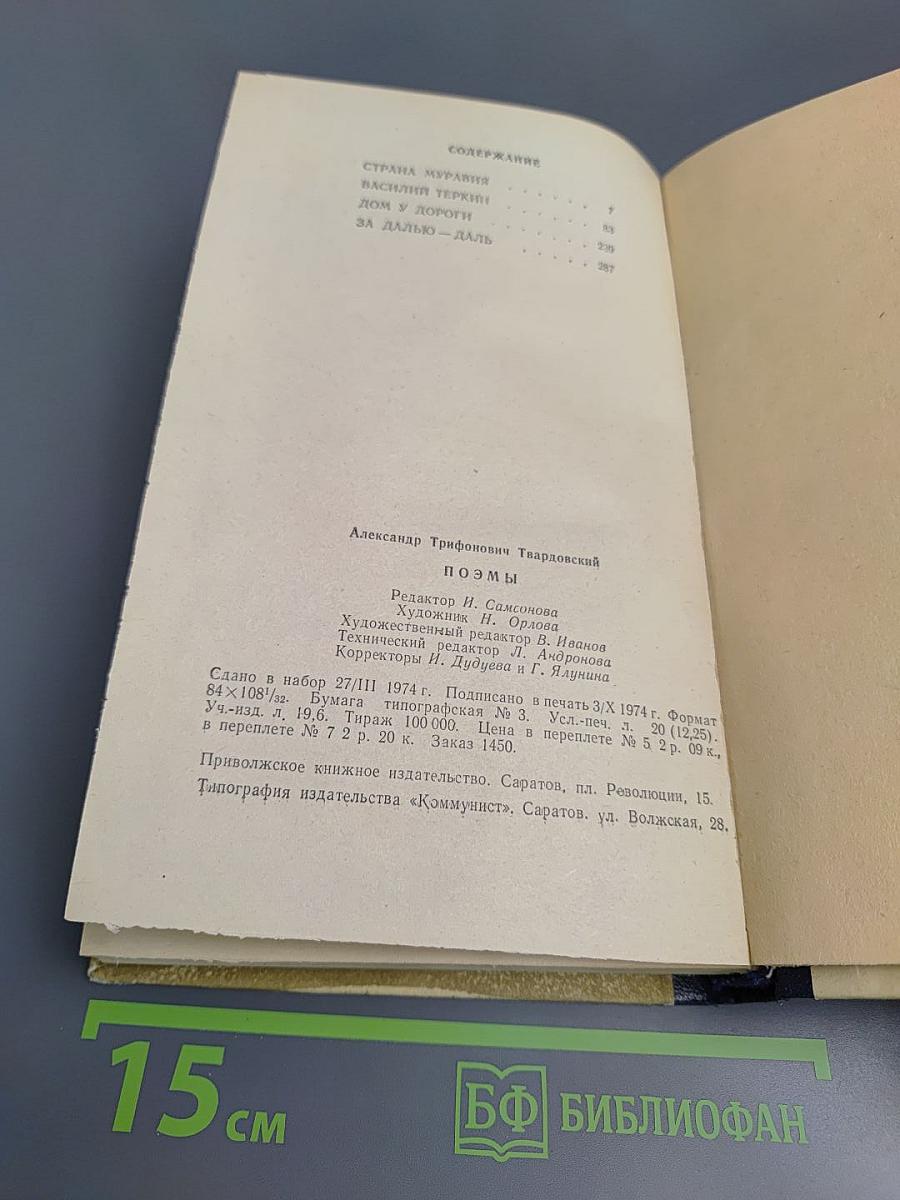 СОДЕРЖАНИЕ
СТРАНА МУРАВИЯ . . . . . 7
ВАСИЛИЙ ТЕРКИН . . . . . 83
ДОМ У ДОРОГИ . . . . . 229
ЗА ДАЛЬЮ — ДАЛЬ . . . . . 287
Александр Трифонович Твардовский
ПОЭМЫ
Редактор И. Самсонова
Художник Н. Орлова
Художественный редактор В. Иванов
Технический редактор Л. Андронова
Корректоры И. Дудуева и Г. Ялунина
Сдано в набор 27/III 1974 г. Подписано в печать 3/X 1974 г. Формат
84×108¹/₃₂. Бумага типографская № 3. Усл.-печ. л. 20 (12,25).
Уч.-изд. л. 19,6. Тираж 100 000. Цена в переплете № 5 2 р. 09 к.,
в переплете № 7 2 р. 20 к. Заказ 1450.
Приволжское книжное издательство. Саратов, пл. Революции, 15.
Типография издательства «Коммунист». Саратов. ул. Волжская, 28.
15 см
БФ БИБЛИОФАН